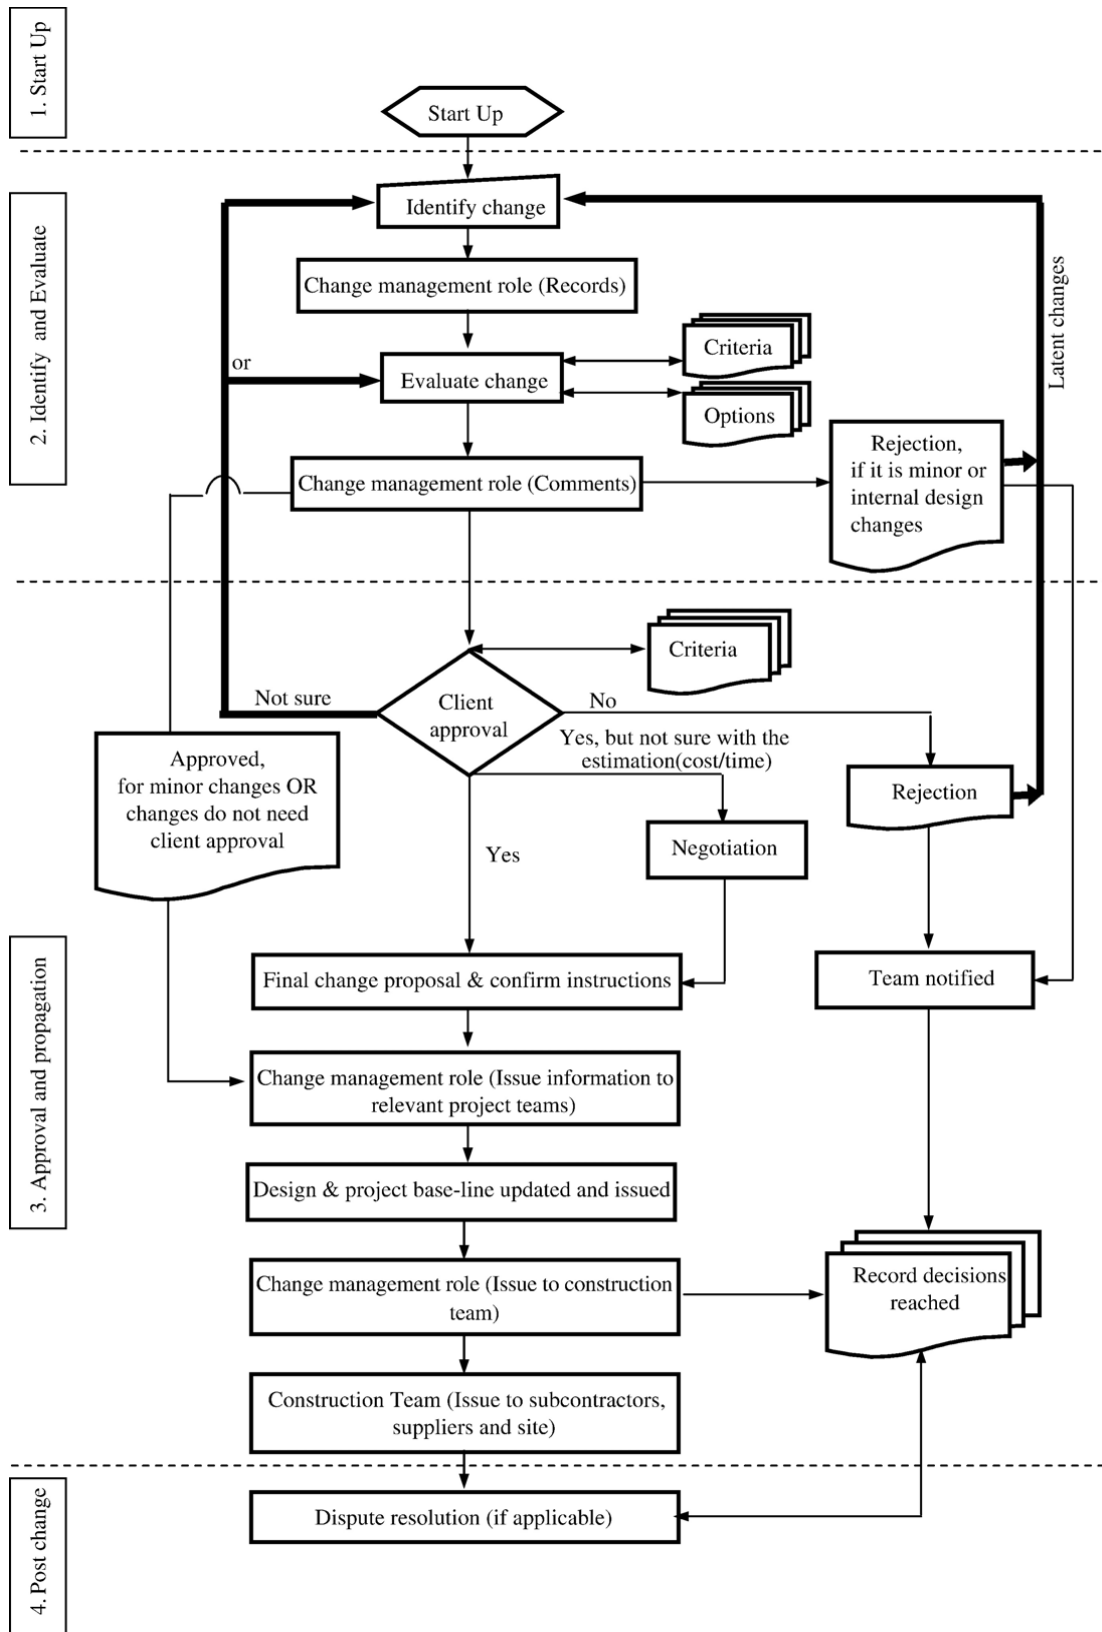 1. Start Up
Start Up
2. Identify and Evaluate
Identify change
Change management role (Records)
or
Evaluate change
Criteria
Options
Latent changes
Change management role (Comments)
Rejection,
if it is minor or
internal design
changes
Criteria
Not sure
Client
approval
No
Yes, but not sure with the
estimation(cost/time)
Approved,
for minor changes OR
changes do not need
client approval
Rejection
Yes
Negotiation
3. Approval and propagation
Final change proposal & confirm instructions
Team notified
Change management role (Issue information to
relevant project teams)
Design & project base-line updated and issued
Change management role (Issue to construction
team)
Record decisions
reached
Construction Team (Issue to subcontractors,
suppliers and site)
4. Post change
Dispute resolution (if applicable)